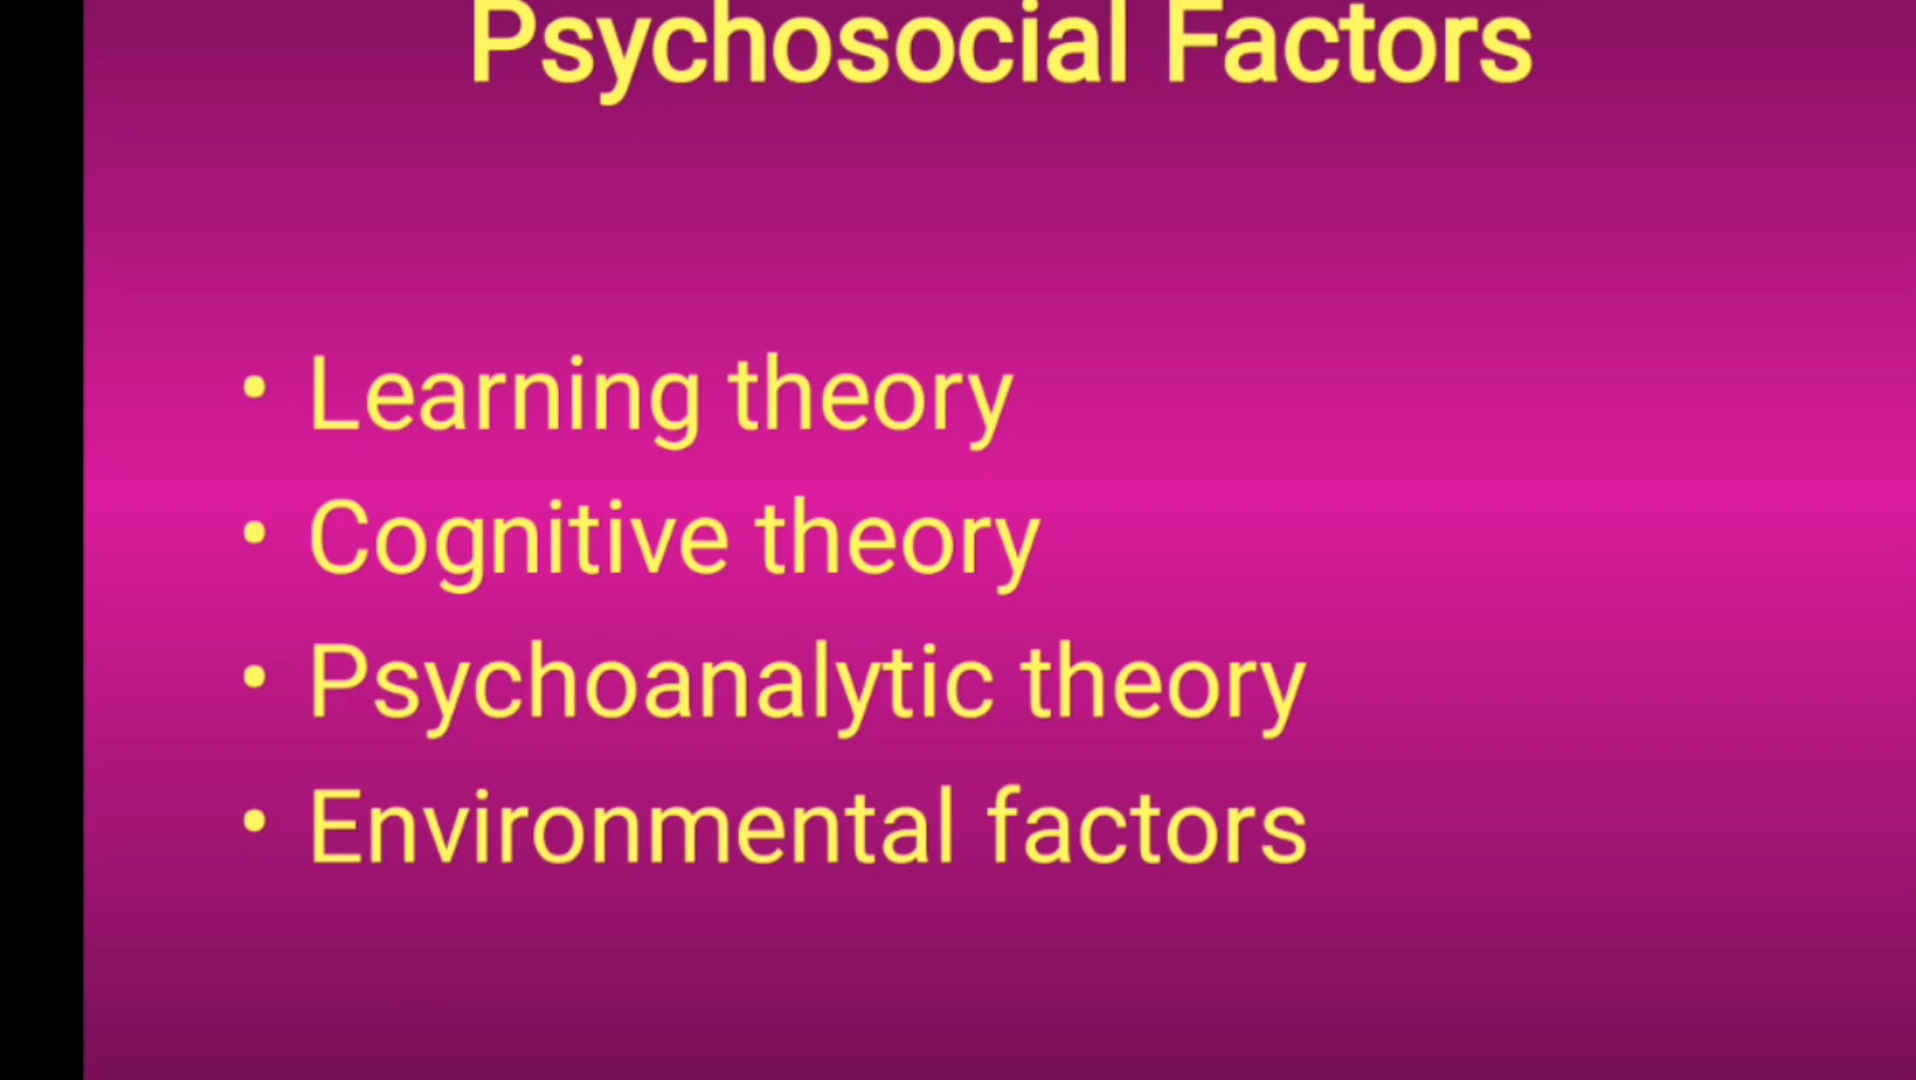 Psychosocial Factors
• Learning theory
• Cognitive theory
• Psychoanalytic theory
• Environmental factors